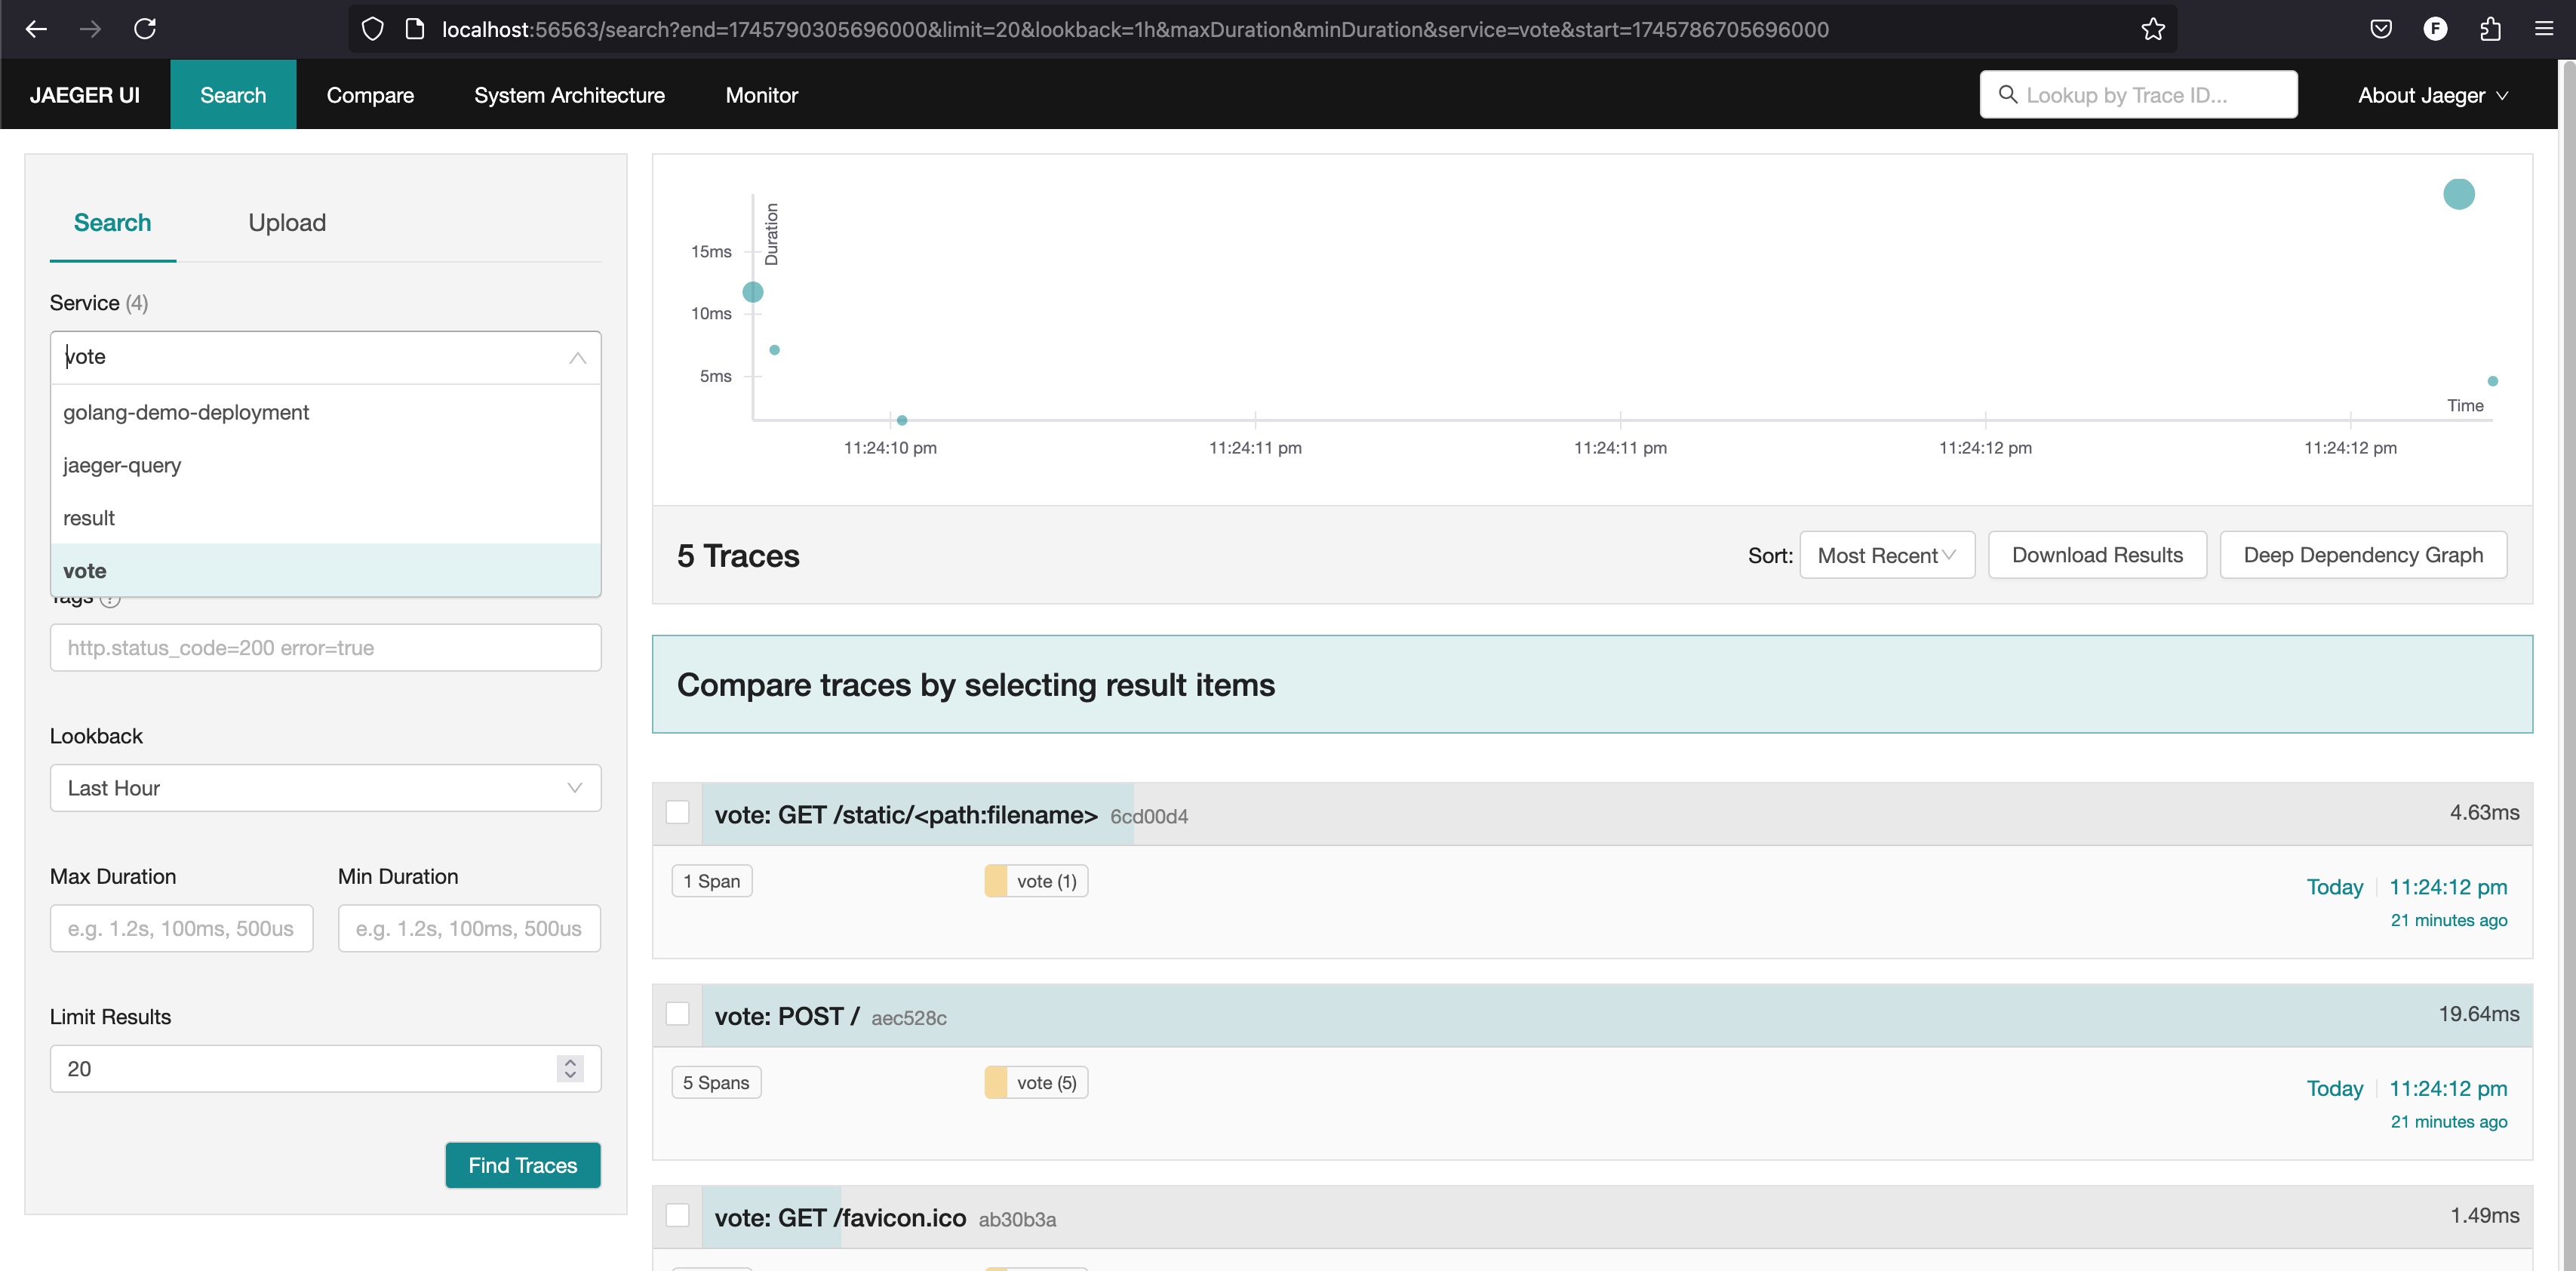 localhost:56563/search?end=1745790305696000&limit=20&lookback=1h&maxDuration&minDuration&service=vote&start=1745786705696000
F
JAEGER UI
Search
Compare
System Architecture
Monitor
Lookup by Trace ID...
About Jaeger
Search
Upload
Service (4)
vote
golang-demo-deployment
jaeger-query
result
vote
Tags ?
http.status_code=200 error=true
Lookback
Last Hour
Max Duration
Min Duration
e.g. 1.2s, 100ms, 500us
e.g. 1.2s, 100ms, 500us
Limit Results
20
Find Traces
Duration
15ms
10ms
5ms
Time
11:24:10 pm
11:24:11 pm
11:24:11 pm
11:24:12 pm
11:24:12 pm
5 Traces
Sort:
Most Recent
Download Results
Deep Dependency Graph
Compare traces by selecting result items
vote: GET /static/<path:filename> 6cd00d4
4.63ms
1 Span
vote (1)
Today
11:24:12 pm
21 minutes ago
vote: POST / aec528c
19.64ms
5 Spans
vote (5)
Today
11:24:12 pm
21 minutes ago
vote: GET /favicon.ico ab30b3a
1.49ms